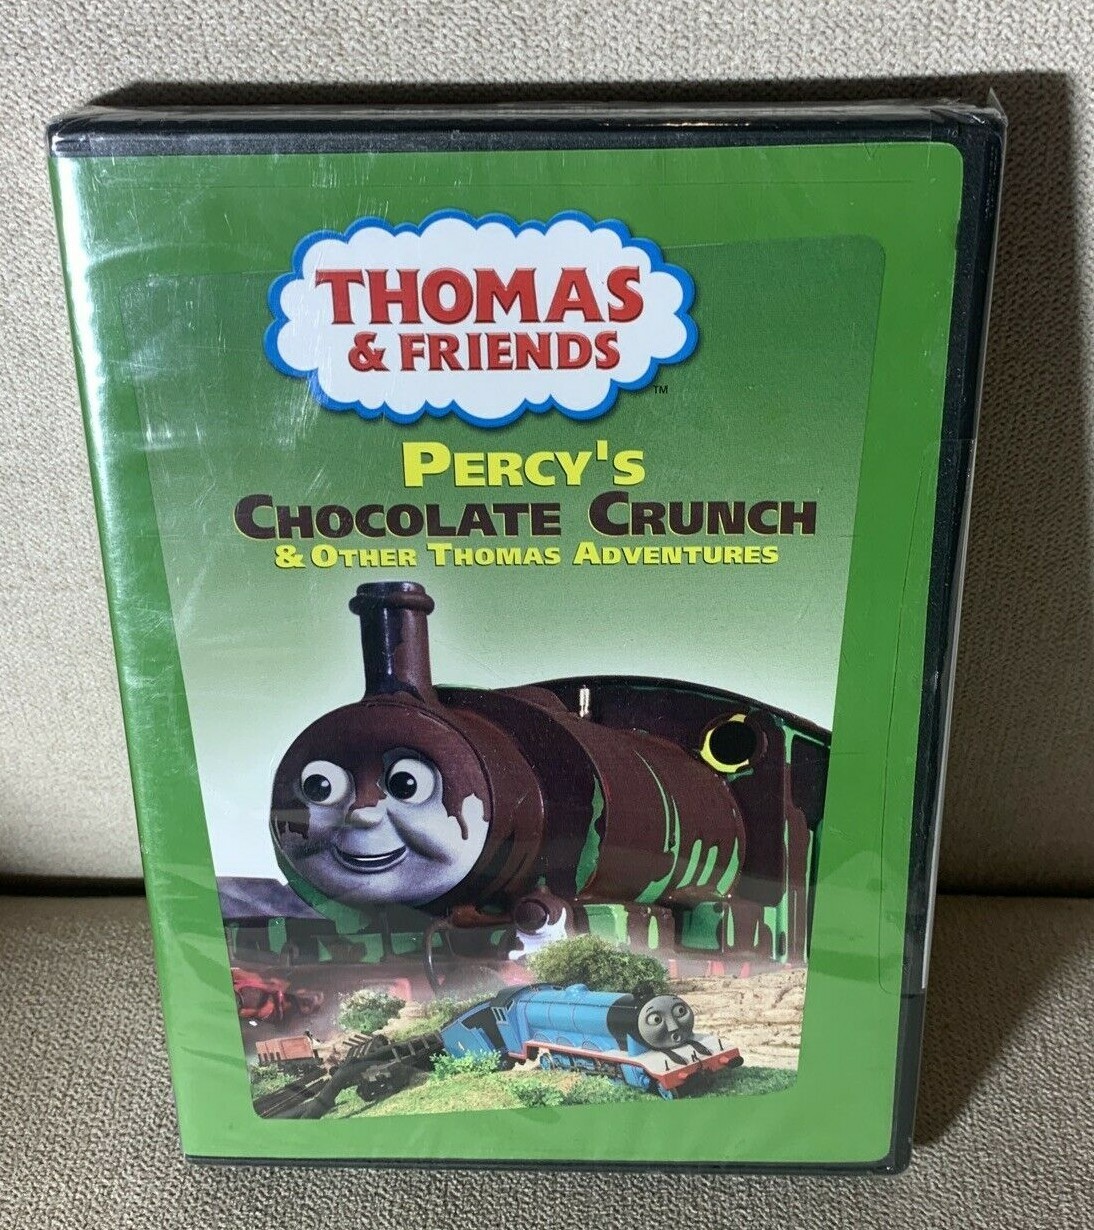 THOMAS
& FRIENDS
TM
PERCY'S
CHOCOLATE CRUNCH
& OTHER THOMAS ADVENTURES